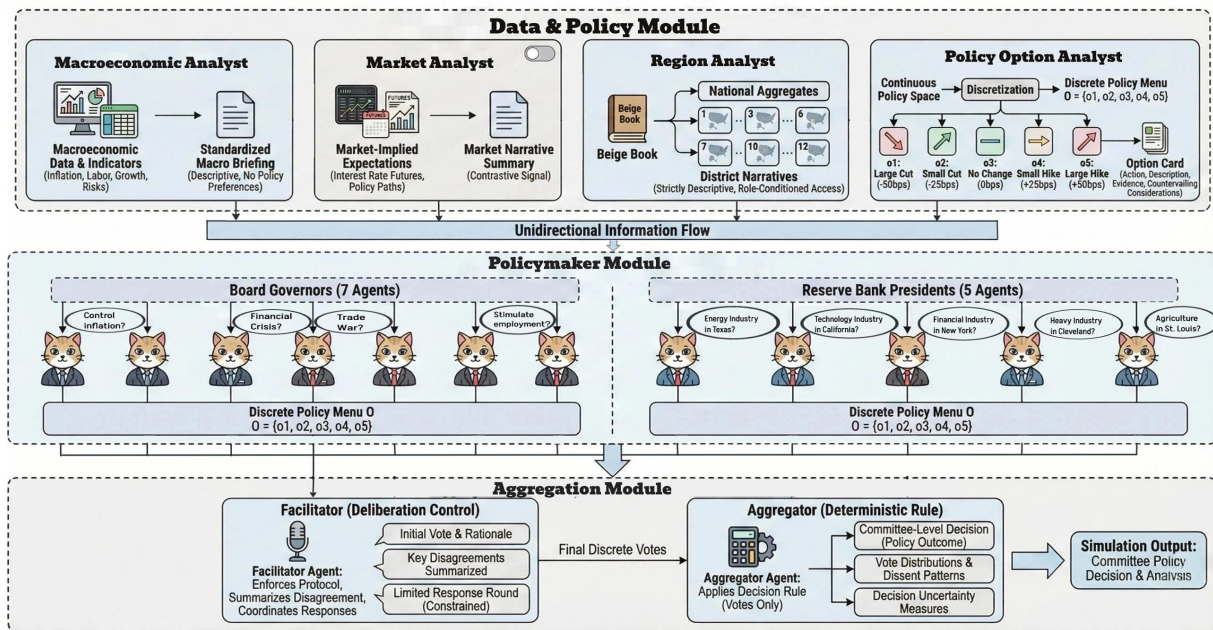 Data & Policy Module
Macroeconomic Analyst
Macroeconomic
Data & Indicators
(Inflation, Labor, Growth,
Risks)
Standardized
Macro Briefing
(Descriptive, No Policy
Preferences)
Market Analyst
FUTURES
FUTURES
Market-Implied
Expectations
(Interest Rate Futures,
Policy Paths)
Market Narrative
Summary
(Contrastive Signal)
Region Analyst
Beige
Book
Beige Book
National Aggregates
1 ... 3 ... 6
7 ... 10 ... 12
District Narratives
(Strictly Descriptive, Role-Conditioned Access)
Policy Option Analyst
Continuous
Policy Space
Discretization
Discrete Policy Menu
O = {o1, o2, o3, o4, o5}
o1:
Large Cut
(-50bps)
o2:
Small Cut
(-25bps)
o3:
No Change
(0bps)
o4:
Small Hike
(+25bps)
o5:
Large Hike
(+50bps)
Option Card
(Action, Description,
Evidence, Countervailing
Considerations)
Unidirectional Information Flow
Policymaker Module
Board Governors (7 Agents)
Control
inflation?
Financial
Crisis?
Trade
War?
Stimulate
employment?
Discrete Policy Menu O
O = {o1, o2, o3, o4, o5}
Reserve Bank Presidents (5 Agents)
Energy Industry
in Texas?
Technology Industry
in California?
Financial Industry
in New York?
Heavy Industry
in Cleveland?
Agriculture
in St. Louis?
Discrete Policy Menu O
O = {o1, o2, o3, o4, o5}
Aggregation Module
Facilitator (Deliberation Control)
Facilitator Agent:
Enforces Protocol,
Summarizes Disagreement,
Coordinates Responses
Initial Vote & Rationale
Key Disagreements
Summarized
Limited Response Round
(Constrained)
Final Discrete Votes
Aggregator (Deterministic Rule)
Aggregator Agent:
Applies Decision Rule
(Votes Only)
Committee-Level Decision
(Policy Outcome)
Vote Distributions &
Dissent Patterns
Decision Uncertainty
Measures
Simulation Output:
Committee Policy
Decision & Analysis